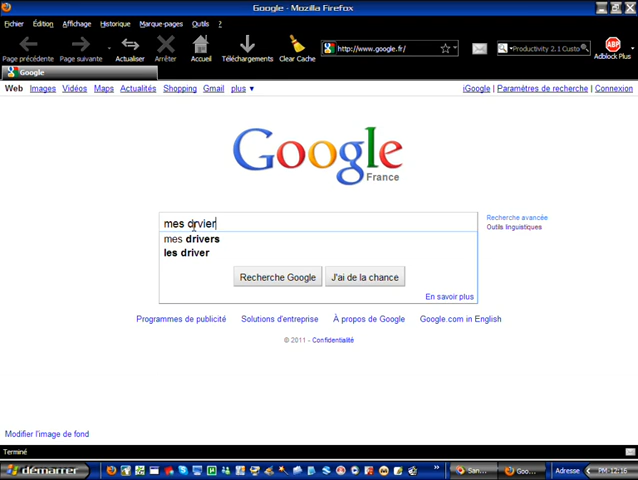 Google - Mozilla Firefox
Fichier Édition Affichage Historique Marque-pages Outils ?
Page précédente Page suivante Actualiser Arrêter Accueil Téléchargements Clear Cache http://www.google.fr/ Productivity 2.1 Custo ABP Adblock Plus
Google
Web Images Vidéos Maps Actualités Shopping Gmail plus ▼ iGoogle | Paramètres de recherche | Connexion
Google
France
mes drvier
Recherche avancée
Outils linguistiques
mes drivers
les driver
Recherche Google J'ai de la chance
En savoir plus
Programmes de publicité Solutions d'entreprise À propos de Google Google.com in English
© 2011 - Confidentialité
Modifier l'image de fond
Terminé
démarrer San... Goo... Adresse PM:12:16